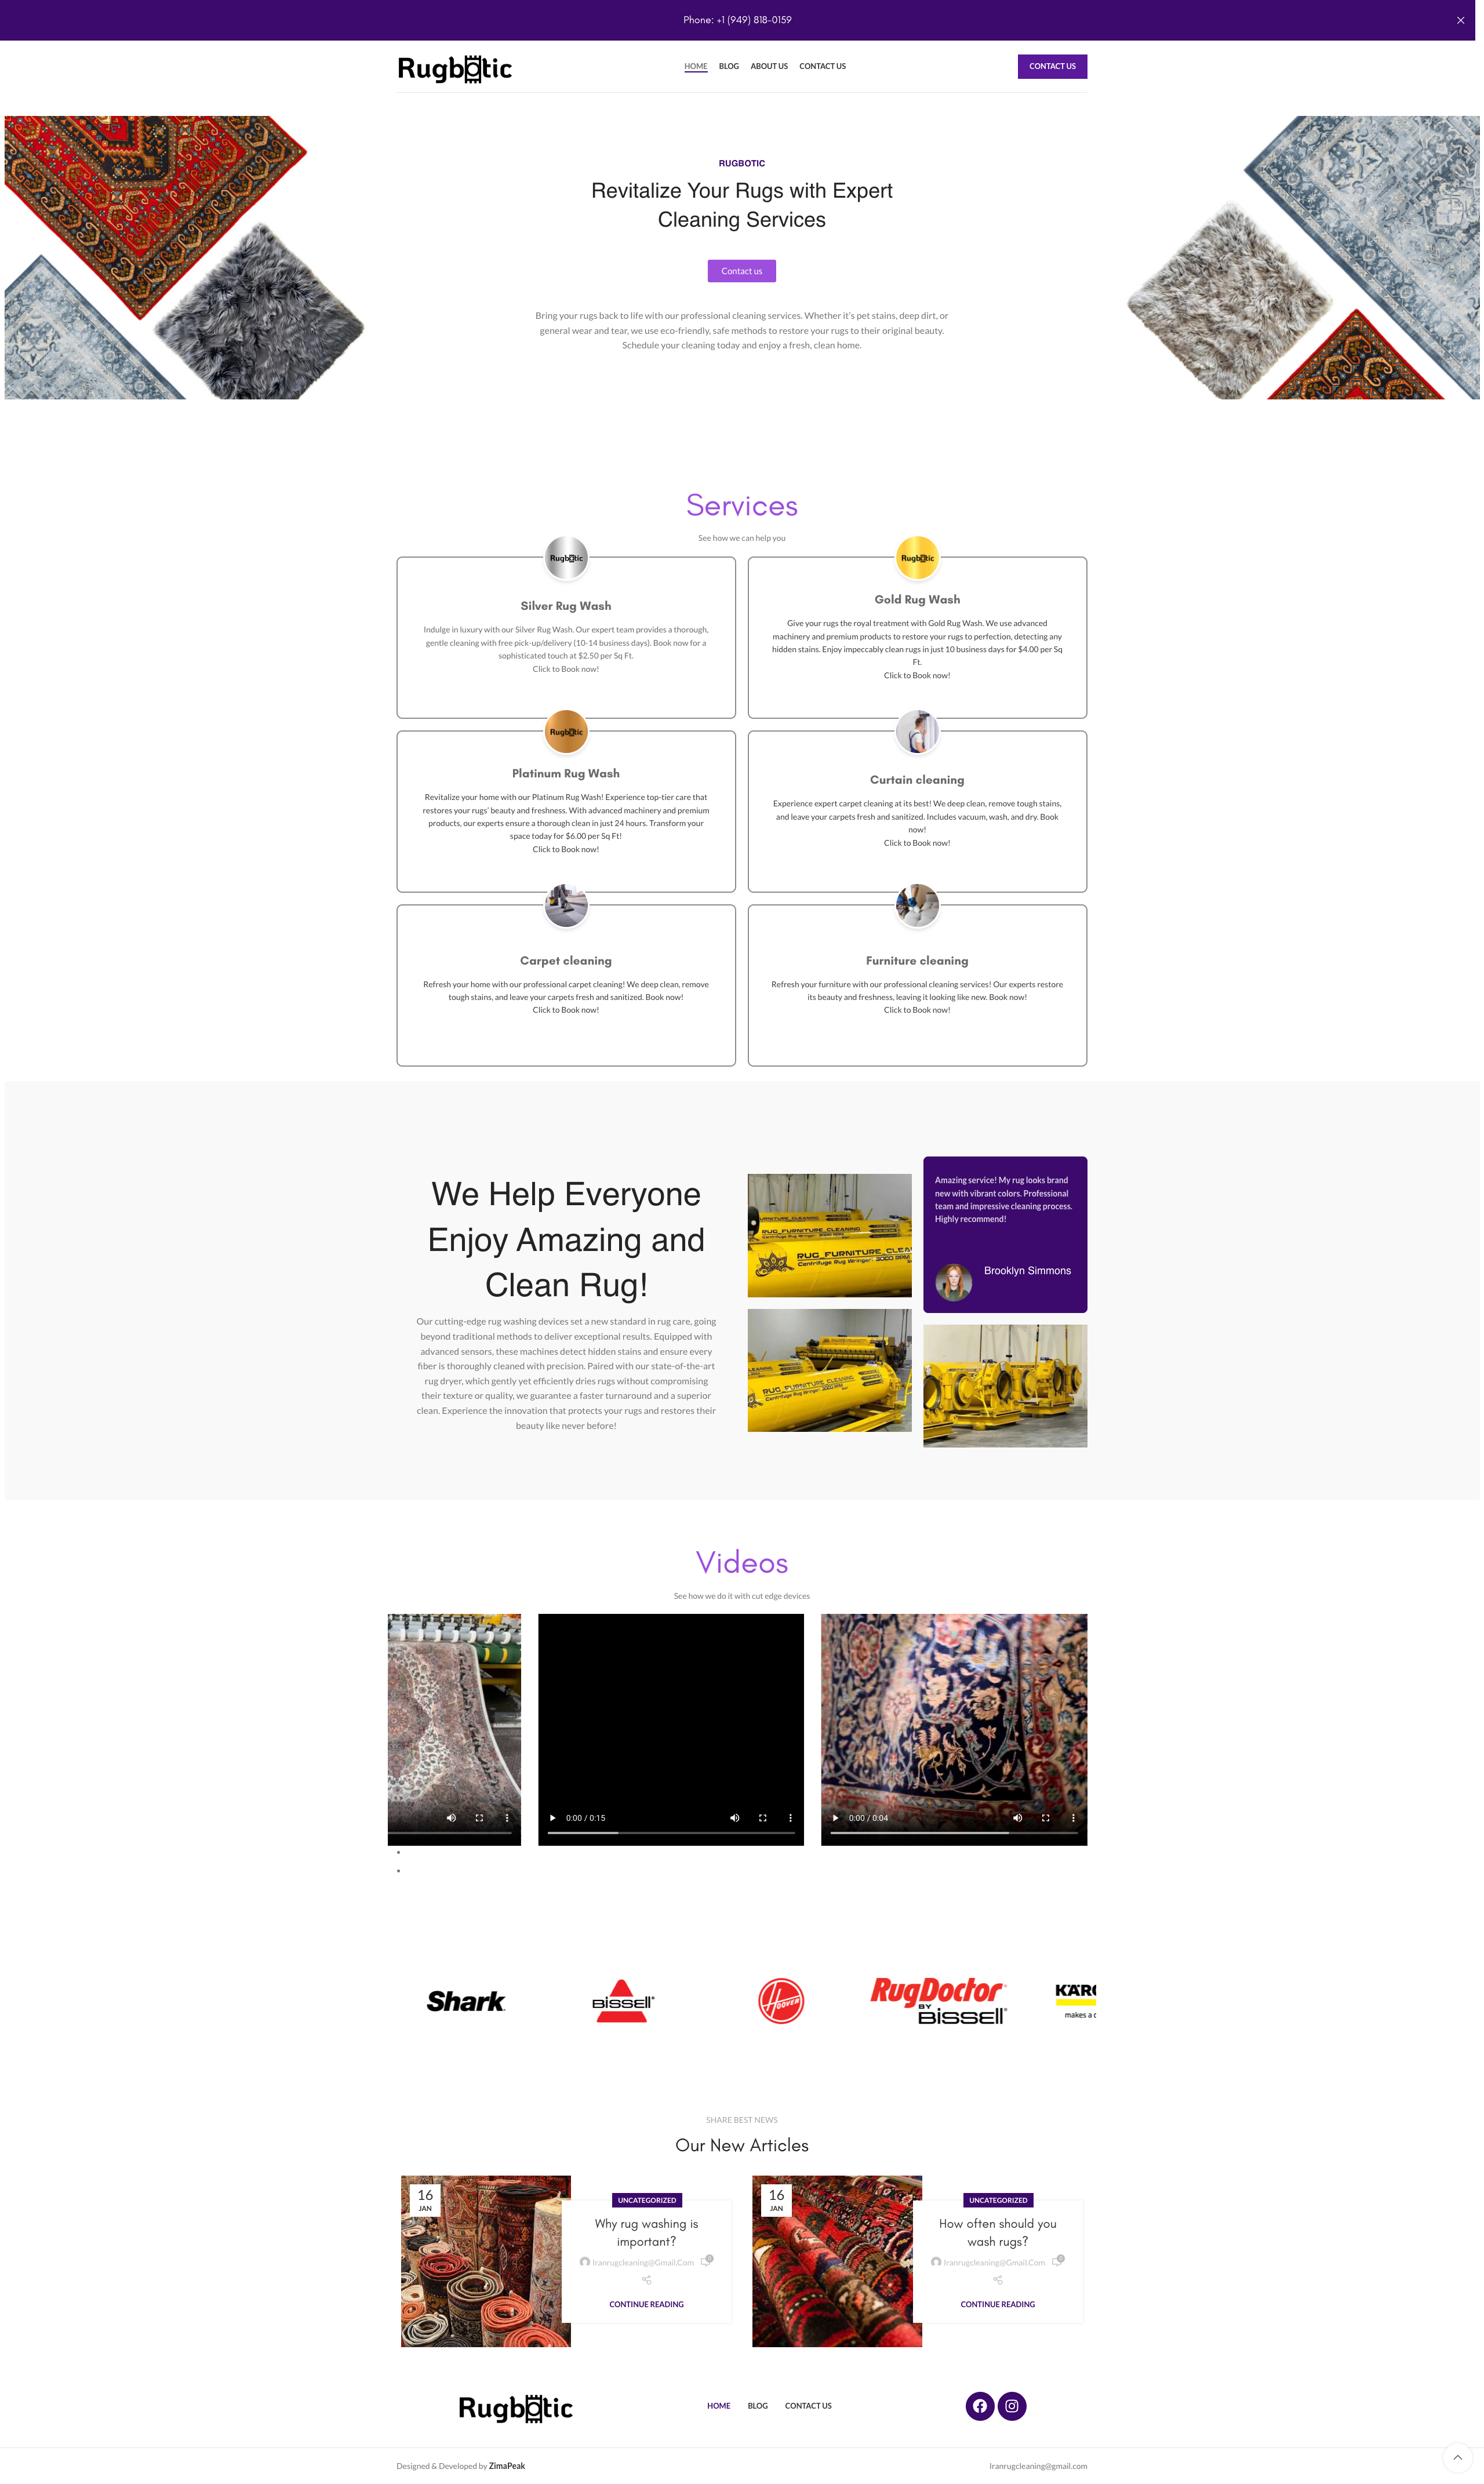 Phone: +1 (949) 818-0159
Rugbotic
HOME BLOG ABOUT US CONTACT US
CONTACT US
RUGBOTIC
Revitalize Your Rugs with Expert
Cleaning Services
Contact us
Bring your rugs back to life with our professional cleaning services. Whether it's pet stains, deep dirt, or
general wear and tear, we use eco-friendly, safe methods to restore your rugs to their original beauty.
Schedule your cleaning today and enjoy a fresh, clean home.
Services
See how we can help you
Rugbotic
Silver Rug Wash
Indulge in luxury with our Silver Rug Wash. Our expert team provides a thorough,
gentle cleaning with free pick-up/delivery (10-14 business days). Book now for a
sophisticated touch at $2.50 per Sq Ft.
Click to Book now!
Rugbotic
Gold Rug Wash
Give your rugs the royal treatment with Gold Rug Wash. We use advanced
machinery and premium products to restore your rugs to perfection, detecting any
hidden stains. Enjoy impeccably clean rugs in just 10 business days for $4.00 per Sq
Ft.
Click to Book now!
Rugbotic
Platinum Rug Wash
Revitalize your home with our Platinum Rug Wash! Experience top-tier care that
restores your rugs' beauty and freshness. With advanced machinery and premium
products, our experts ensure a thorough clean in just 24 hours. Transform your
space today for $6.00 per Sq Ft!
Click to Book now!
Curtain cleaning
Experience expert carpet cleaning at its best! We deep clean, remove tough stains,
and leave your carpets fresh and sanitized. Includes vacuum, wash, and dry. Book
now!
Click to Book now!
Carpet cleaning
Refresh your home with our professional carpet cleaning! We deep clean, remove
tough stains, and leave your carpets fresh and sanitized. Book now!
Click to Book now!
Furniture cleaning
Refresh your furniture with our professional cleaning services! Our experts restore
its beauty and freshness, leaving it looking like new. Book now!
Click to Book now!
We Help Everyone
Enjoy Amazing and
Clean Rug!
Our cutting-edge rug washing devices set a new standard in rug care, going
beyond traditional methods to deliver exceptional results. Equipped with
advanced sensors, these machines detect hidden stains and ensure every
fiber is thoroughly cleaned with precision. Paired with our state-of-the-art
rug dryer, which gently yet efficiently dries rugs without compromising
their texture or quality, we guarantee a faster turnaround and a superior
clean. Experience the innovation that protects your rugs and restores their
beauty like never before!
RUG_FURNITURE_CLEANING
Centrifuge Rug Wringer
RUG_FURNITURE_CLEANING
Centrifuge Rug Wringer
Amazing service! My rug looks brand
new with vibrant colors. Professional
team and impressive cleaning process.
Highly recommend!
Brooklyn Simmons
Videos
See how we do it with cut edge devices
0:00 / 0:15
0:00 / 0:04
Shark
BISSELL
Hoover
RugDoctor
BY BISSELL
KÄRC
makes a
SHARE BEST NEWS
Our New Articles
16
JAN
UNCATEGORIZED
Why rug washing is
important?
Iranrugcleaning@Gmail.Com 0
CONTINUE READING
16
JAN
UNCATEGORIZED
How often should you
wash rugs?
Iranrugcleaning@Gmail.Com 0
CONTINUE READING
Rugbotic
HOME BLOG CONTACT US
Designed & Developed by ZimaPeak
Iranrugcleaning@gmail.com